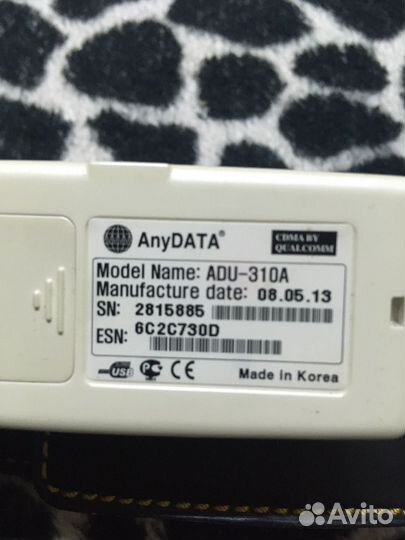 AnyDATA®
CDMA BY
QUALCOMM
Model Name: ADU-310A
Manufacture date: 08.05.13
SN: 2815885
ESN: 6C2C730D
USB PC CE
Made in Korea
Avito